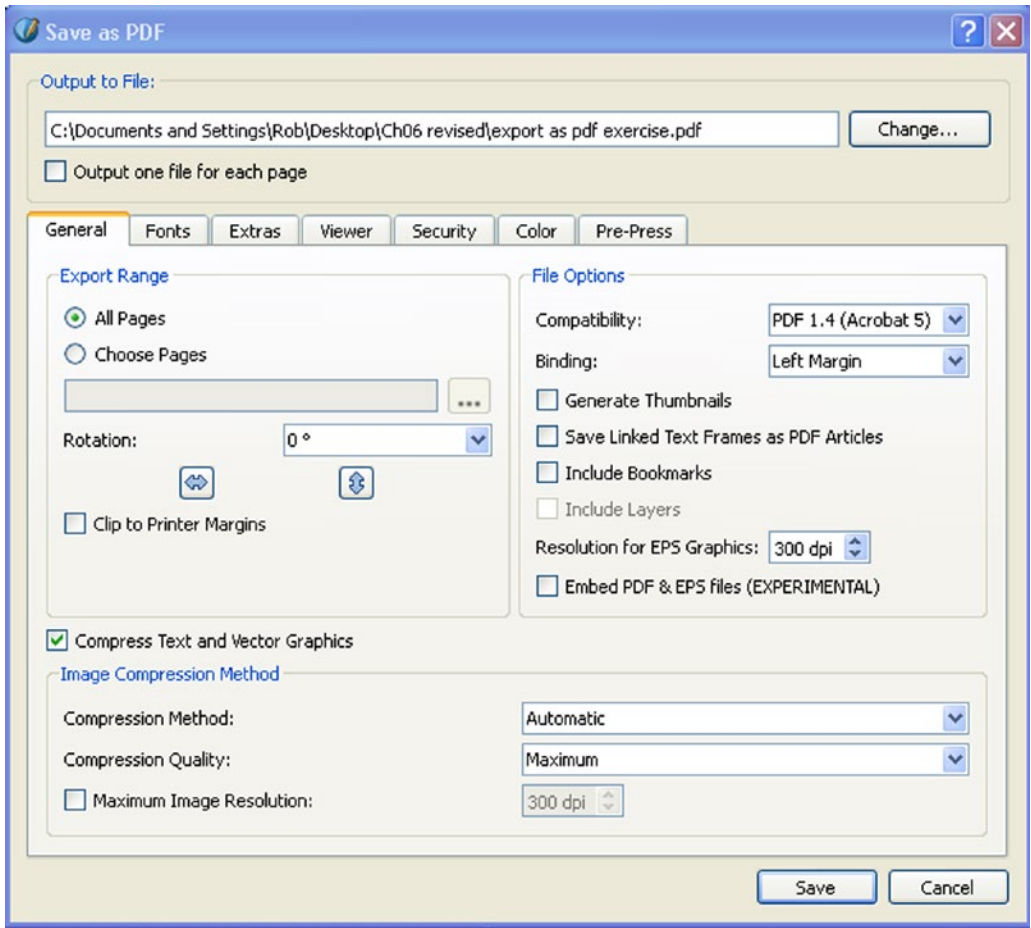 Save as PDF
Output to File:
C:\Documents and Settings\Rob\Desktop\Ch06 revised\export as pdf exercise.pdf
Change...
Output one file for each page
General Fonts Extras Viewer Security Color Pre-Press
Export Range
All Pages
Choose Pages
...
Rotation: 0 °
Clip to Printer Margins
File Options
Compatibility: PDF 1.4 (Acrobat 5)
Binding: Left Margin
Generate Thumbnails
Save Linked Text Frames as PDF Articles
Include Bookmarks
Include Layers
Resolution for EPS Graphics: 300 dpi
Embed PDF & EPS files (EXPERIMENTAL)
Compress Text and Vector Graphics
Image Compression Method
Compression Method: Automatic
Compression Quality: Maximum
Maximum Image Resolution: 300 dpi
Save Cancel